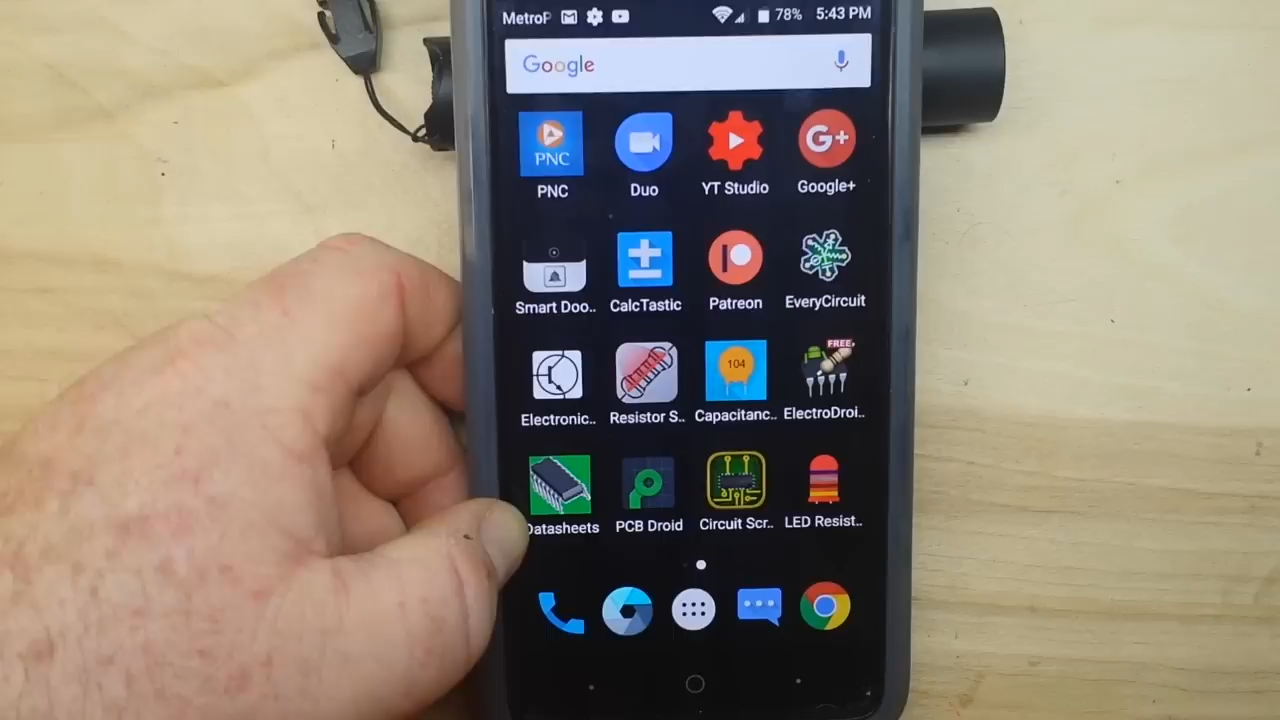 MetroP 78% 5:43 PM
Google
PNC
G+
PNC Duo YT Studio Google+
Smart Doo.. CalcTastic Patreon EveryCircuit
104
FREE
Electronic.. Resistor S.. Capacitanc.. ElectroDroi..
Datasheets PCB Droid Circuit Scr.. LED Resist..